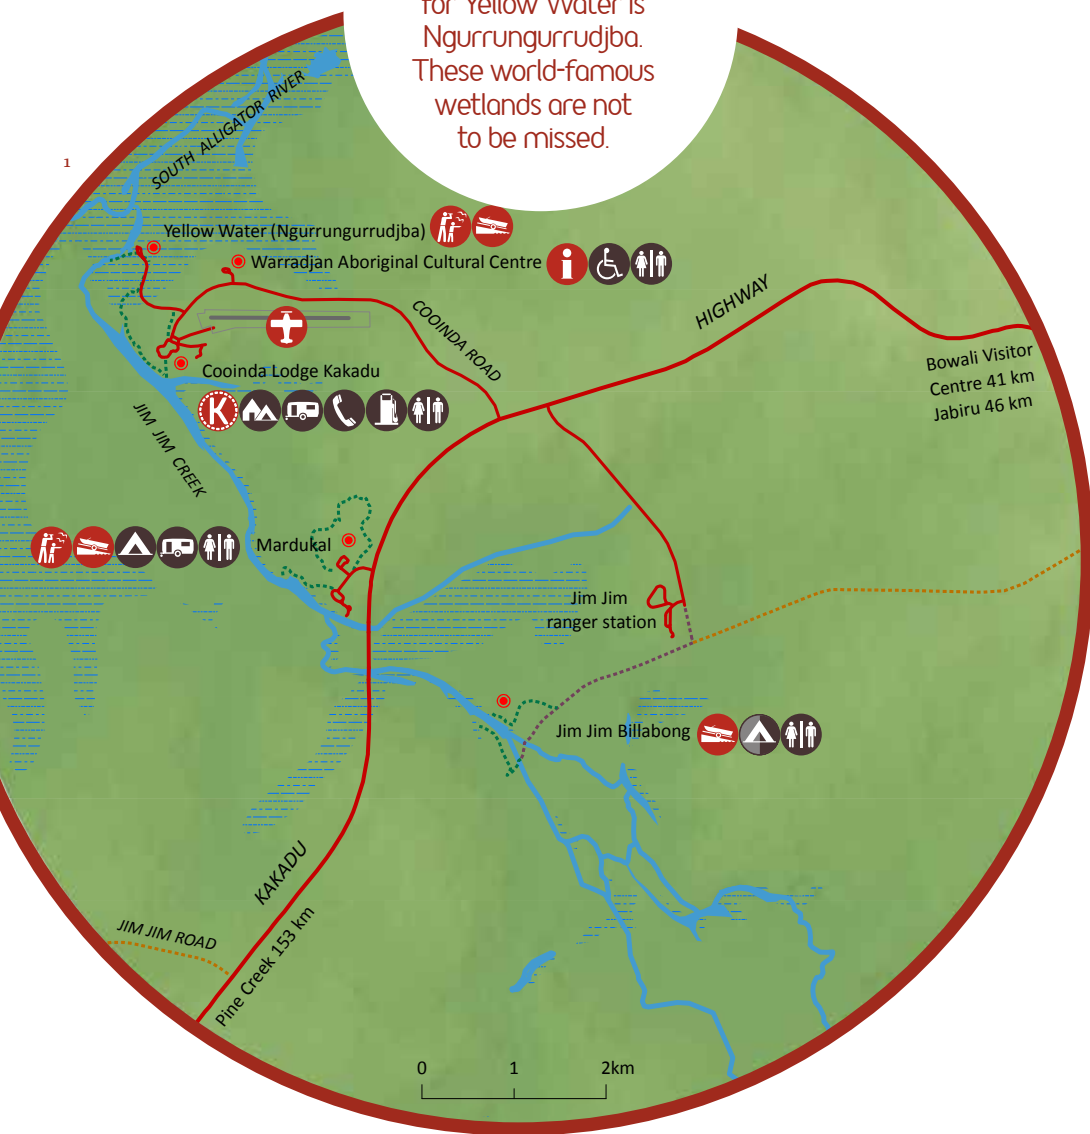 for Yellow Water is
Ngurrungurrudjba.
These world-famous
wetlands are not
to be missed.
1
SOUTH ALLIGATOR RIVER
Yellow Water (Ngurrungurrudjba)
Warradjan Aboriginal Cultural Centre
COOINDA ROAD
HIGHWAY
Bowali Visitor
Centre 41 km
Jabiru 46 km
Cooinda Lodge Kakadu
K
JIM JIM CREEK
Mardukal
Jim Jim
ranger station
Jim Jim Billabong
KAKADU
JIM JIM ROAD
Pine Creek 153 km
0 1 2km